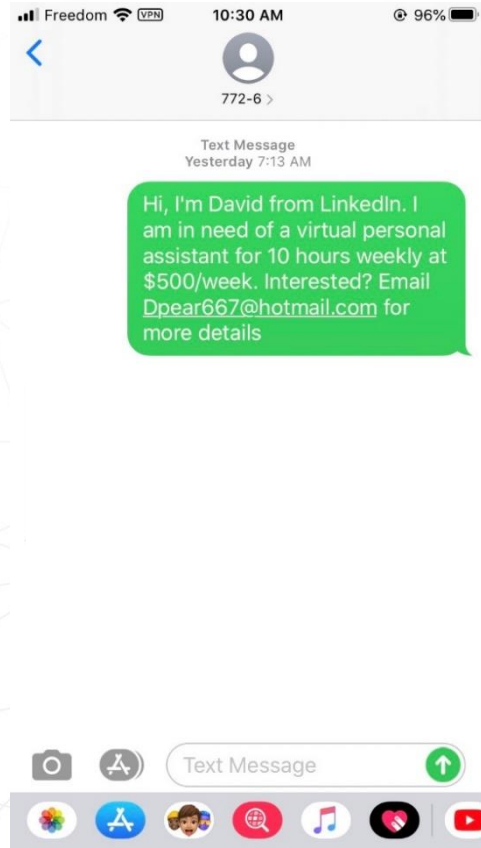 Freedom VPN 10:30 AM 96%
772-6 >
Text Message
Yesterday 7:13 AM
Hi, I'm David from LinkedIn. I
am in need of a virtual personal
assistant for 10 hours weekly at
$500/week. Interested? Email
Dpear667@hotmail.com for
more details
Text Message